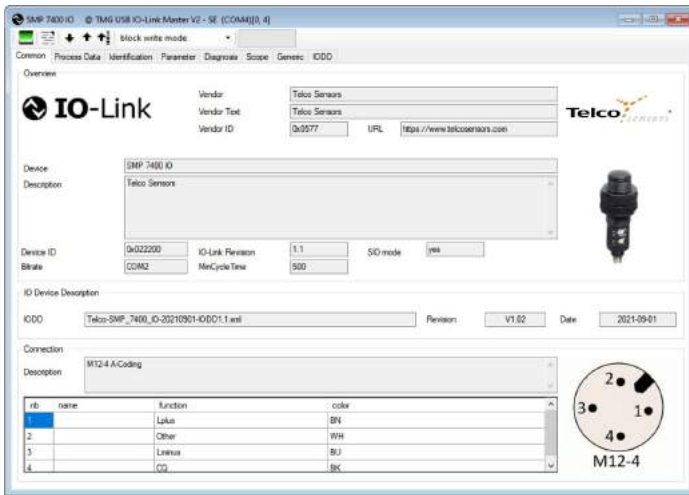 SMP 7400 IO @ TMG USB IO-Link Master V2 - SE (COM4)[0, 4]
block write mode
Common Process Data Identification Parameter Diagnosis Scope Generic IODD
Overview
IO-Link
Vendor Telco Sensors
Vendor Text Telco Sensors
Vendor ID 0x0577 URL https://www.telcosensors.com
Telco sensors
Device SMP 7400 IO
Description Telco Sensors
Device ID 0x022200 IO-Link Revision 1.1 SIO mode yes
Bitrate COM2 MinCycleTime 500
IO Device Description
IODD Telco-SMP_7400_IO-20210901-IODD1.1.xml Revision V1.02 Date 2021-09-01
Connection
Description M12-4 A-Coding
nb name function color
1 Lplus BN
2 Other WH
3 Lminus BU
4 CQ BK
2
3 1
4
M12-4